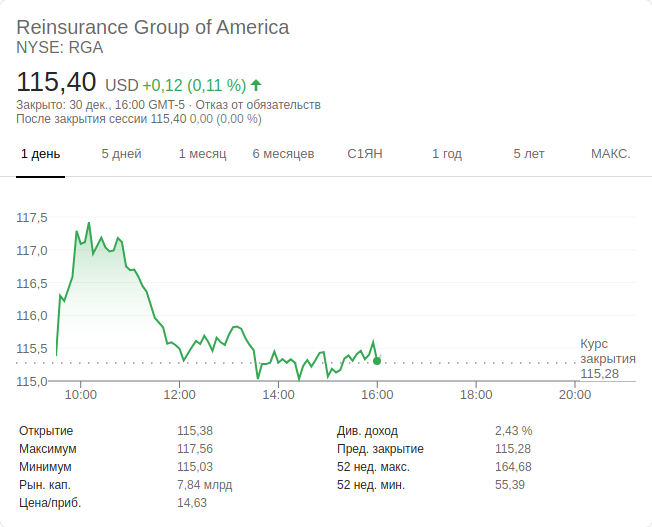 Reinsurance Group of America
NYSE: RGA
115,40 USD +0,12 (0,11 %)
Закрыто: 30 дек., 16:00 GMT-5 · Отказ от обязательств
После закрытия сессии 115,40 0,00 (0,00 %)
1 день 5 дней 1 месяц 6 месяцев С1ЯН 1 год 5 лет МАКС.
117,5
117,0
116,5
116,0
115,5
115,0
Курс
закрытия
115,28
10:00 12:00 14:00 16:00 18:00 20:00
Открытие 115,38 Див. доход 2,43 %
Максимум 117,56 Пред. закрытие 115,28
Минимум 115,03 52 нед. макс. 164,68
Рын. кап. 7,84 млрд 52 нед. мин. 55,39
Цена/приб. 14,63